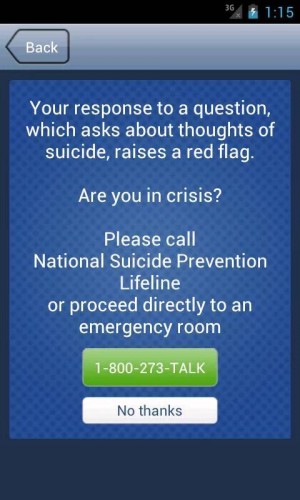 3G 1:15
Back
Your response to a question,
which asks about thoughts of
suicide, raises a red flag.
Are you in crisis?
Please call
National Suicide Prevention
Lifeline
or proceed directly to an
emergency room
1-800-273-TALK
No thanks